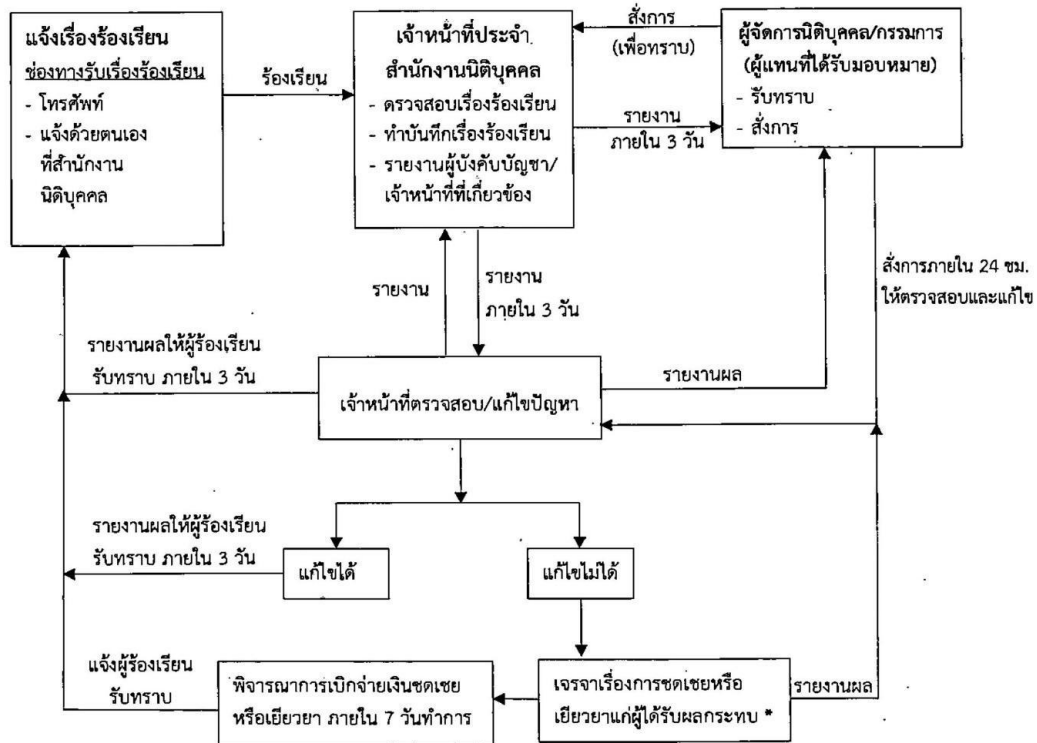 แจ้งเรื่องร้องเรียน
ช่องทางรับเรื่องร้องเรียน
- โทรศัพท์
- แจ้งด้วยตนเอง
ที่สำนักงาน
นิติบุคคล
ร้องเรียน
เจ้าหน้าที่ประจำ
สำนักงานนิติบุคคล
- ตรวจสอบเรื่องร้องเรียน
- ทำบันทึกเรื่องร้องเรียน
- รายงานผู้บังคับบัญชา/
เจ้าหน้าที่ที่เกี่ยวข้อง
สั่งการ
(เพื่อทราบ)
รายงาน
ภายใน 3 วัน
ผู้จัดการนิติบุคคล/กรรมการ
(ผู้แทนที่ได้รับมอบหมาย)
- รับทราบ
- สั่งการ
รายงาน
รายงาน
ภายใน 3 วัน
สั่งการภายใน 24 ชม.
ให้ตรวจสอบและแก้ไข
รายงานผลให้ผู้ร้องเรียน
รับทราบ ภายใน 3 วัน
เจ้าหน้าที่ตรวจสอบ/แก้ไขปัญหา
รายงานผล
รายงานผลให้ผู้ร้องเรียน
รับทราบ ภายใน 3 วัน
แก้ไขได้
แก้ไขไม่ได้
แจ้งผู้ร้องเรียน
รับทราบ
พิจารณาการเบิกจ่ายเงินชดเชย
หรือเยียวยา ภายใน 7 วันทำการ
เจรจาเรื่องการชดเชยหรือ
เยียวยาแก่ผู้ได้รับผลกระทบ *
รายงานผล